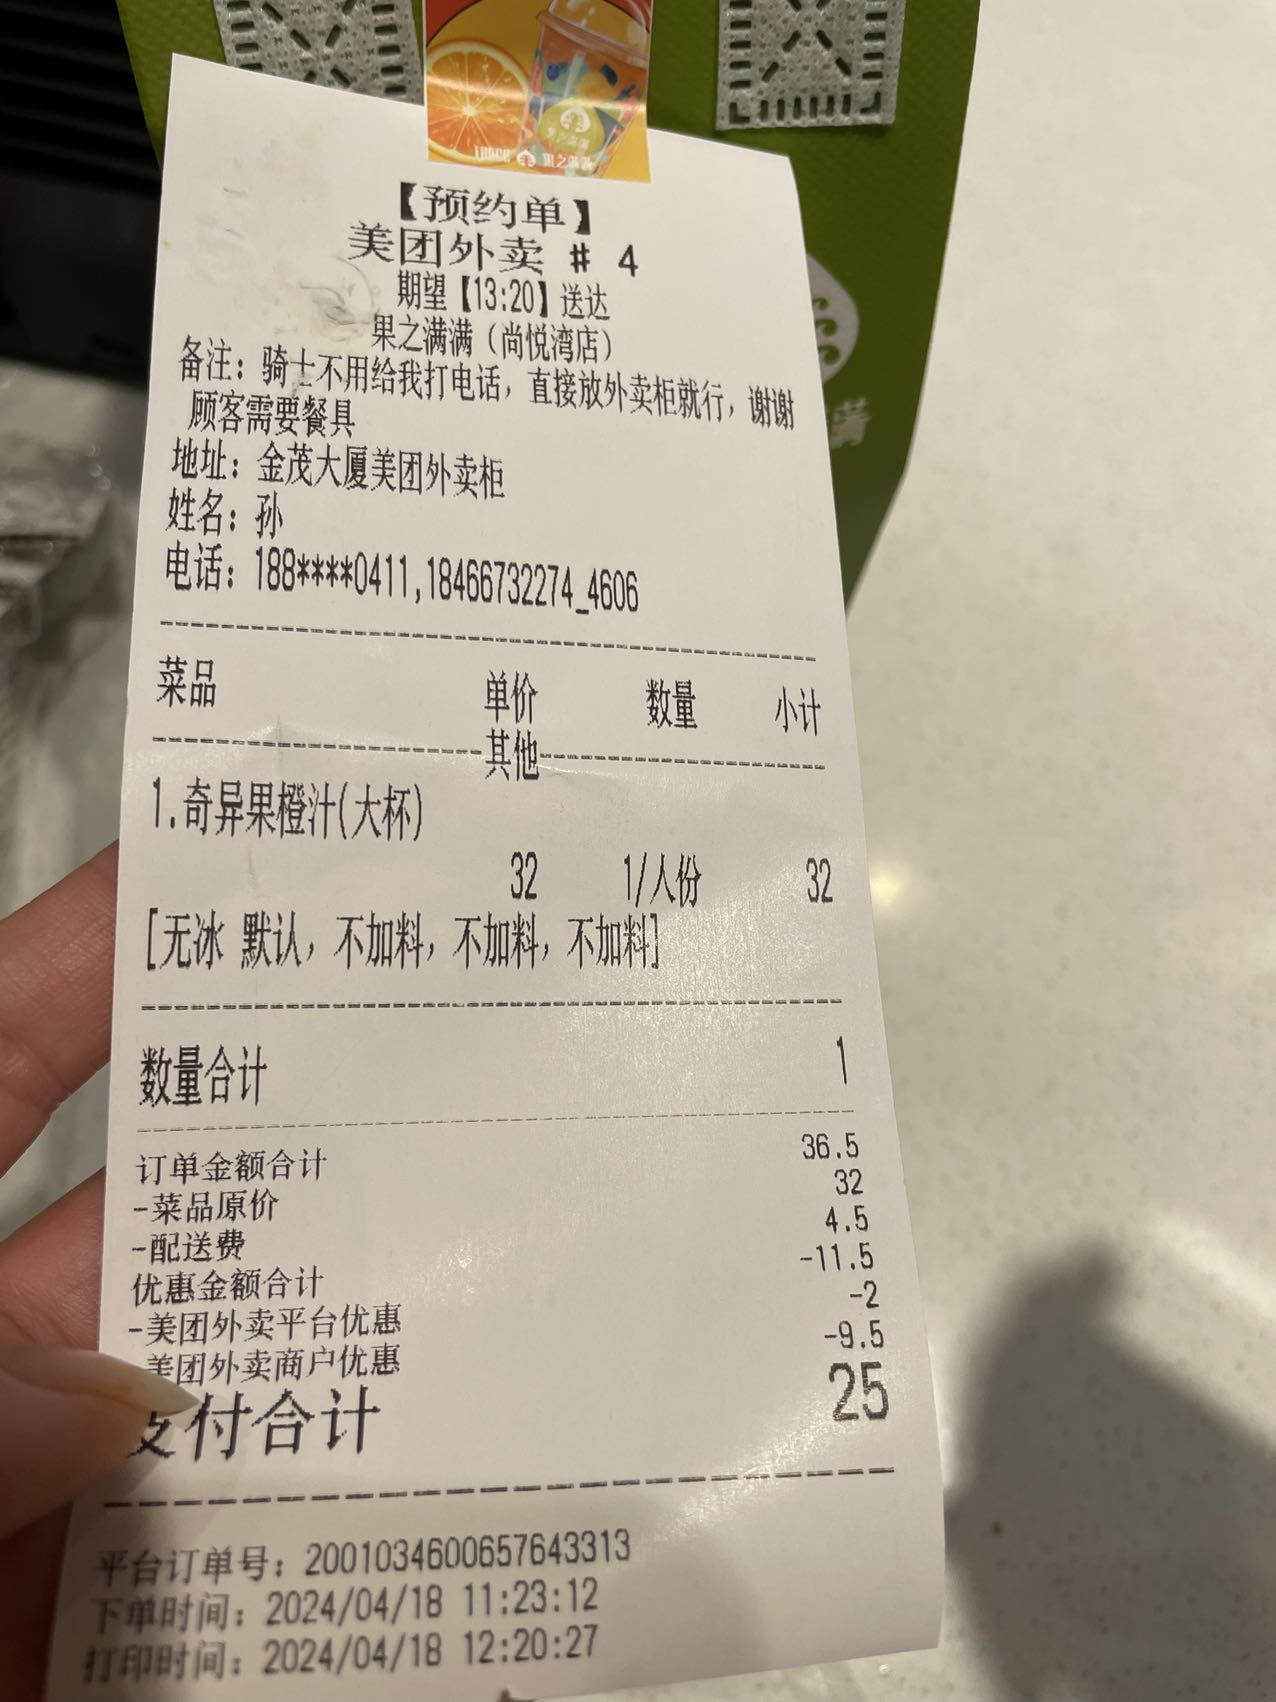 果之满满
【预约单】
美团外卖 # 4
期望【13:20】送达
果之满满（尚悦湾店）
备注：骑士不用给我打电话，直接放外卖柜就行，谢谢
顾客需要餐具
地址：金茂大厦美团外卖柜
姓名：孙
电话：188****0411,18466732274_4606
菜品 单价 数量 小计
其他
1.奇异果橙汁(大杯)
32 1/人份 32
[无冰 默认，不加料，不加料，不加料]
数量合计 1
订单金额合计 36.5
-菜品原价 32
-配送费 4.5
优惠金额合计 -11.5
-美团外卖平台优惠 -2
美团外卖商户优惠 -9.5
支付合计 25
平台订单号：2001034600657643313
下单时间：2024/04/18 11:23:12
打印时间：2024/04/18 12:20:27
满